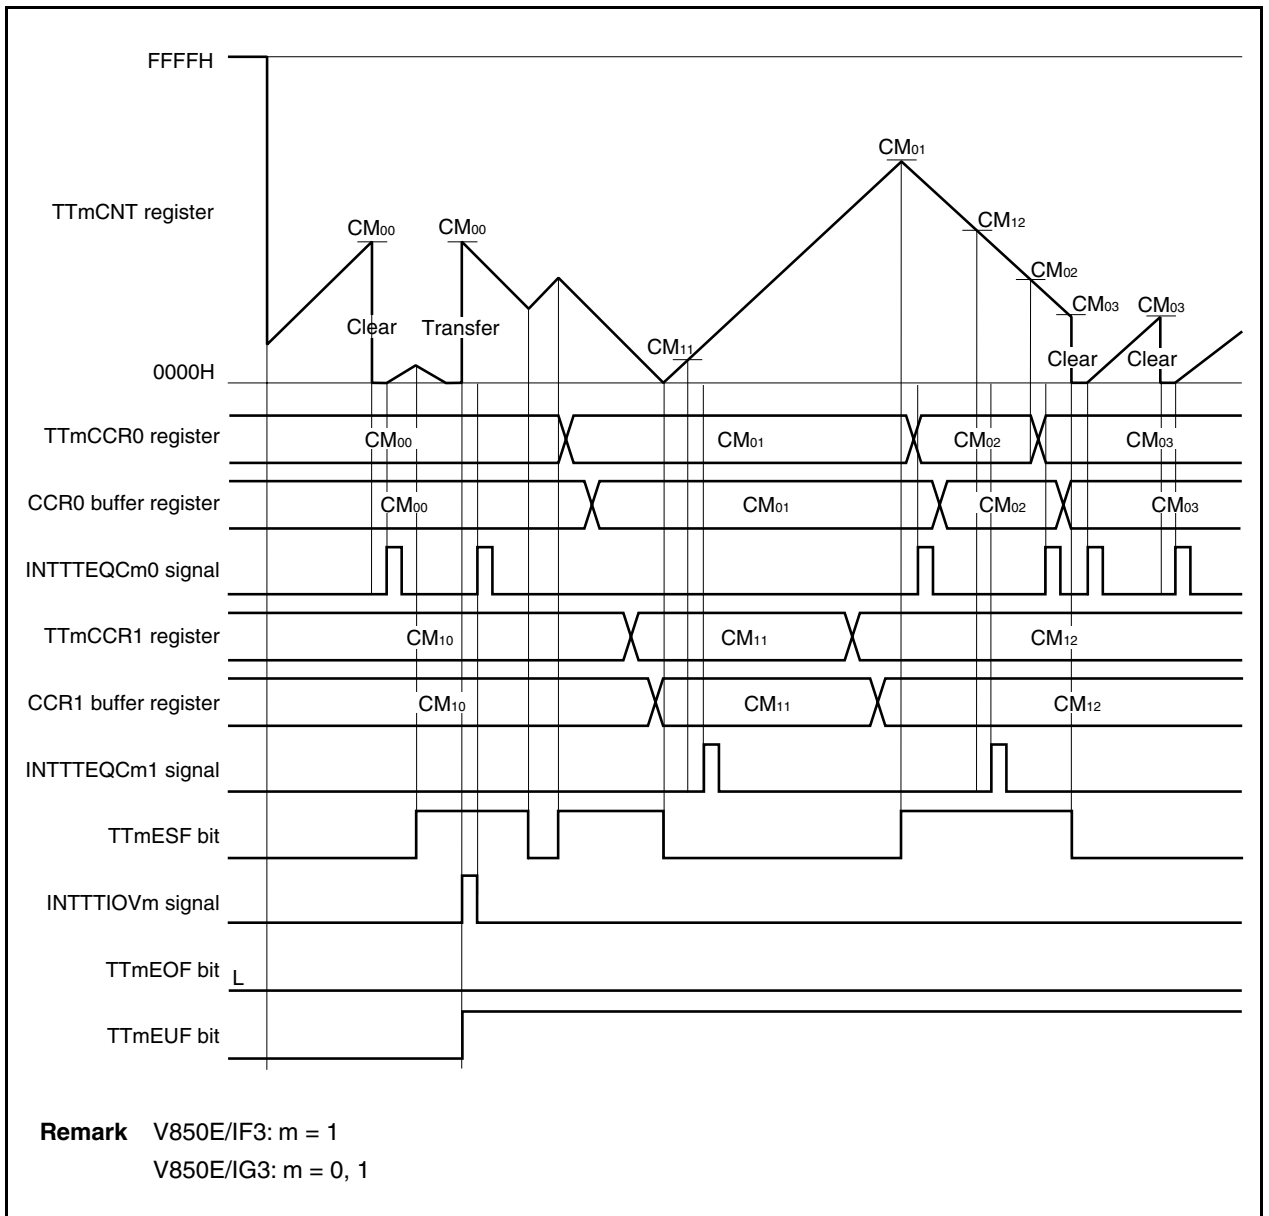 FFFFH
CM01
TTmCNT register
CM00 CM00 CM12
CM02
CM03 CM03
Clear Transfer
CM11 Clear Clear
0000H
TTmCCR0 register CM00 CM01 CM02 CM03
CCR0 buffer register CM00 CM01 CM02 CM03
INTTTEQCm0 signal
TTmCCR1 register CM10 CM11 CM12
CCR1 buffer register CM10 CM11 CM12
INTTTEQCm1 signal
TTmESF bit
INTTTIOVm signal
TTmEOF bit L
TTmEUF bit
Remark V850E/IF3: m = 1
V850E/IG3: m = 0, 1